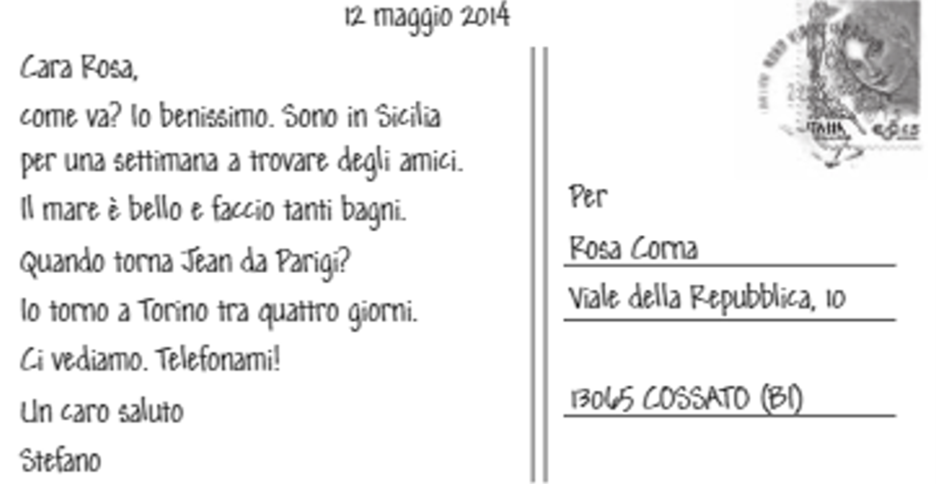 12 maggio 2014
Cara Rosa,
come va? Io benissimo. Sono in Sicilia
per una settimana a trovare degli amici.
Il mare è bello e faccio tanti bagni.
Quando torna Jean da Parigi?
Io torno a Torino tra quattro giorni.
Ci vediamo. Telefonami!
Un caro saluto
Stefano
ITALIA
Per
Rosa Corna
Viale della Repubblica, 10
13065 COSSATO (BI)